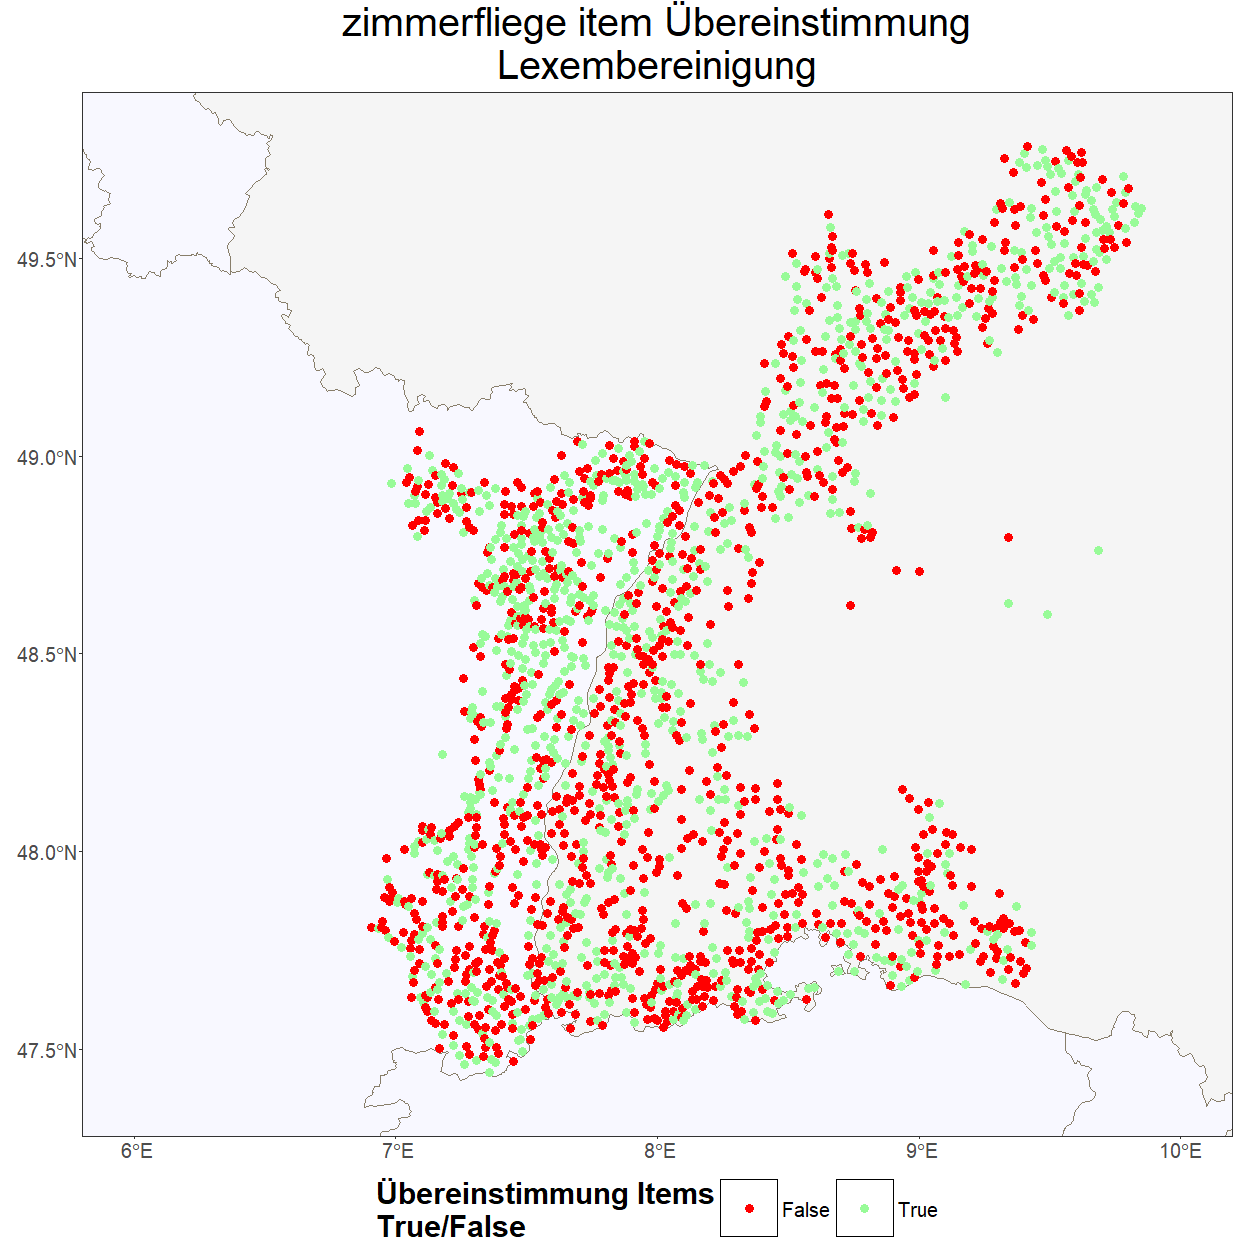 zimmerfliege item Übereinstimmung
Lexembereinigung
49.5°N
49.0°N
48.5°N
48.0°N
47.5°N
6°E 7°E 8°E 9°E 10°E
Übereinstimmung Items
True/False
False
True